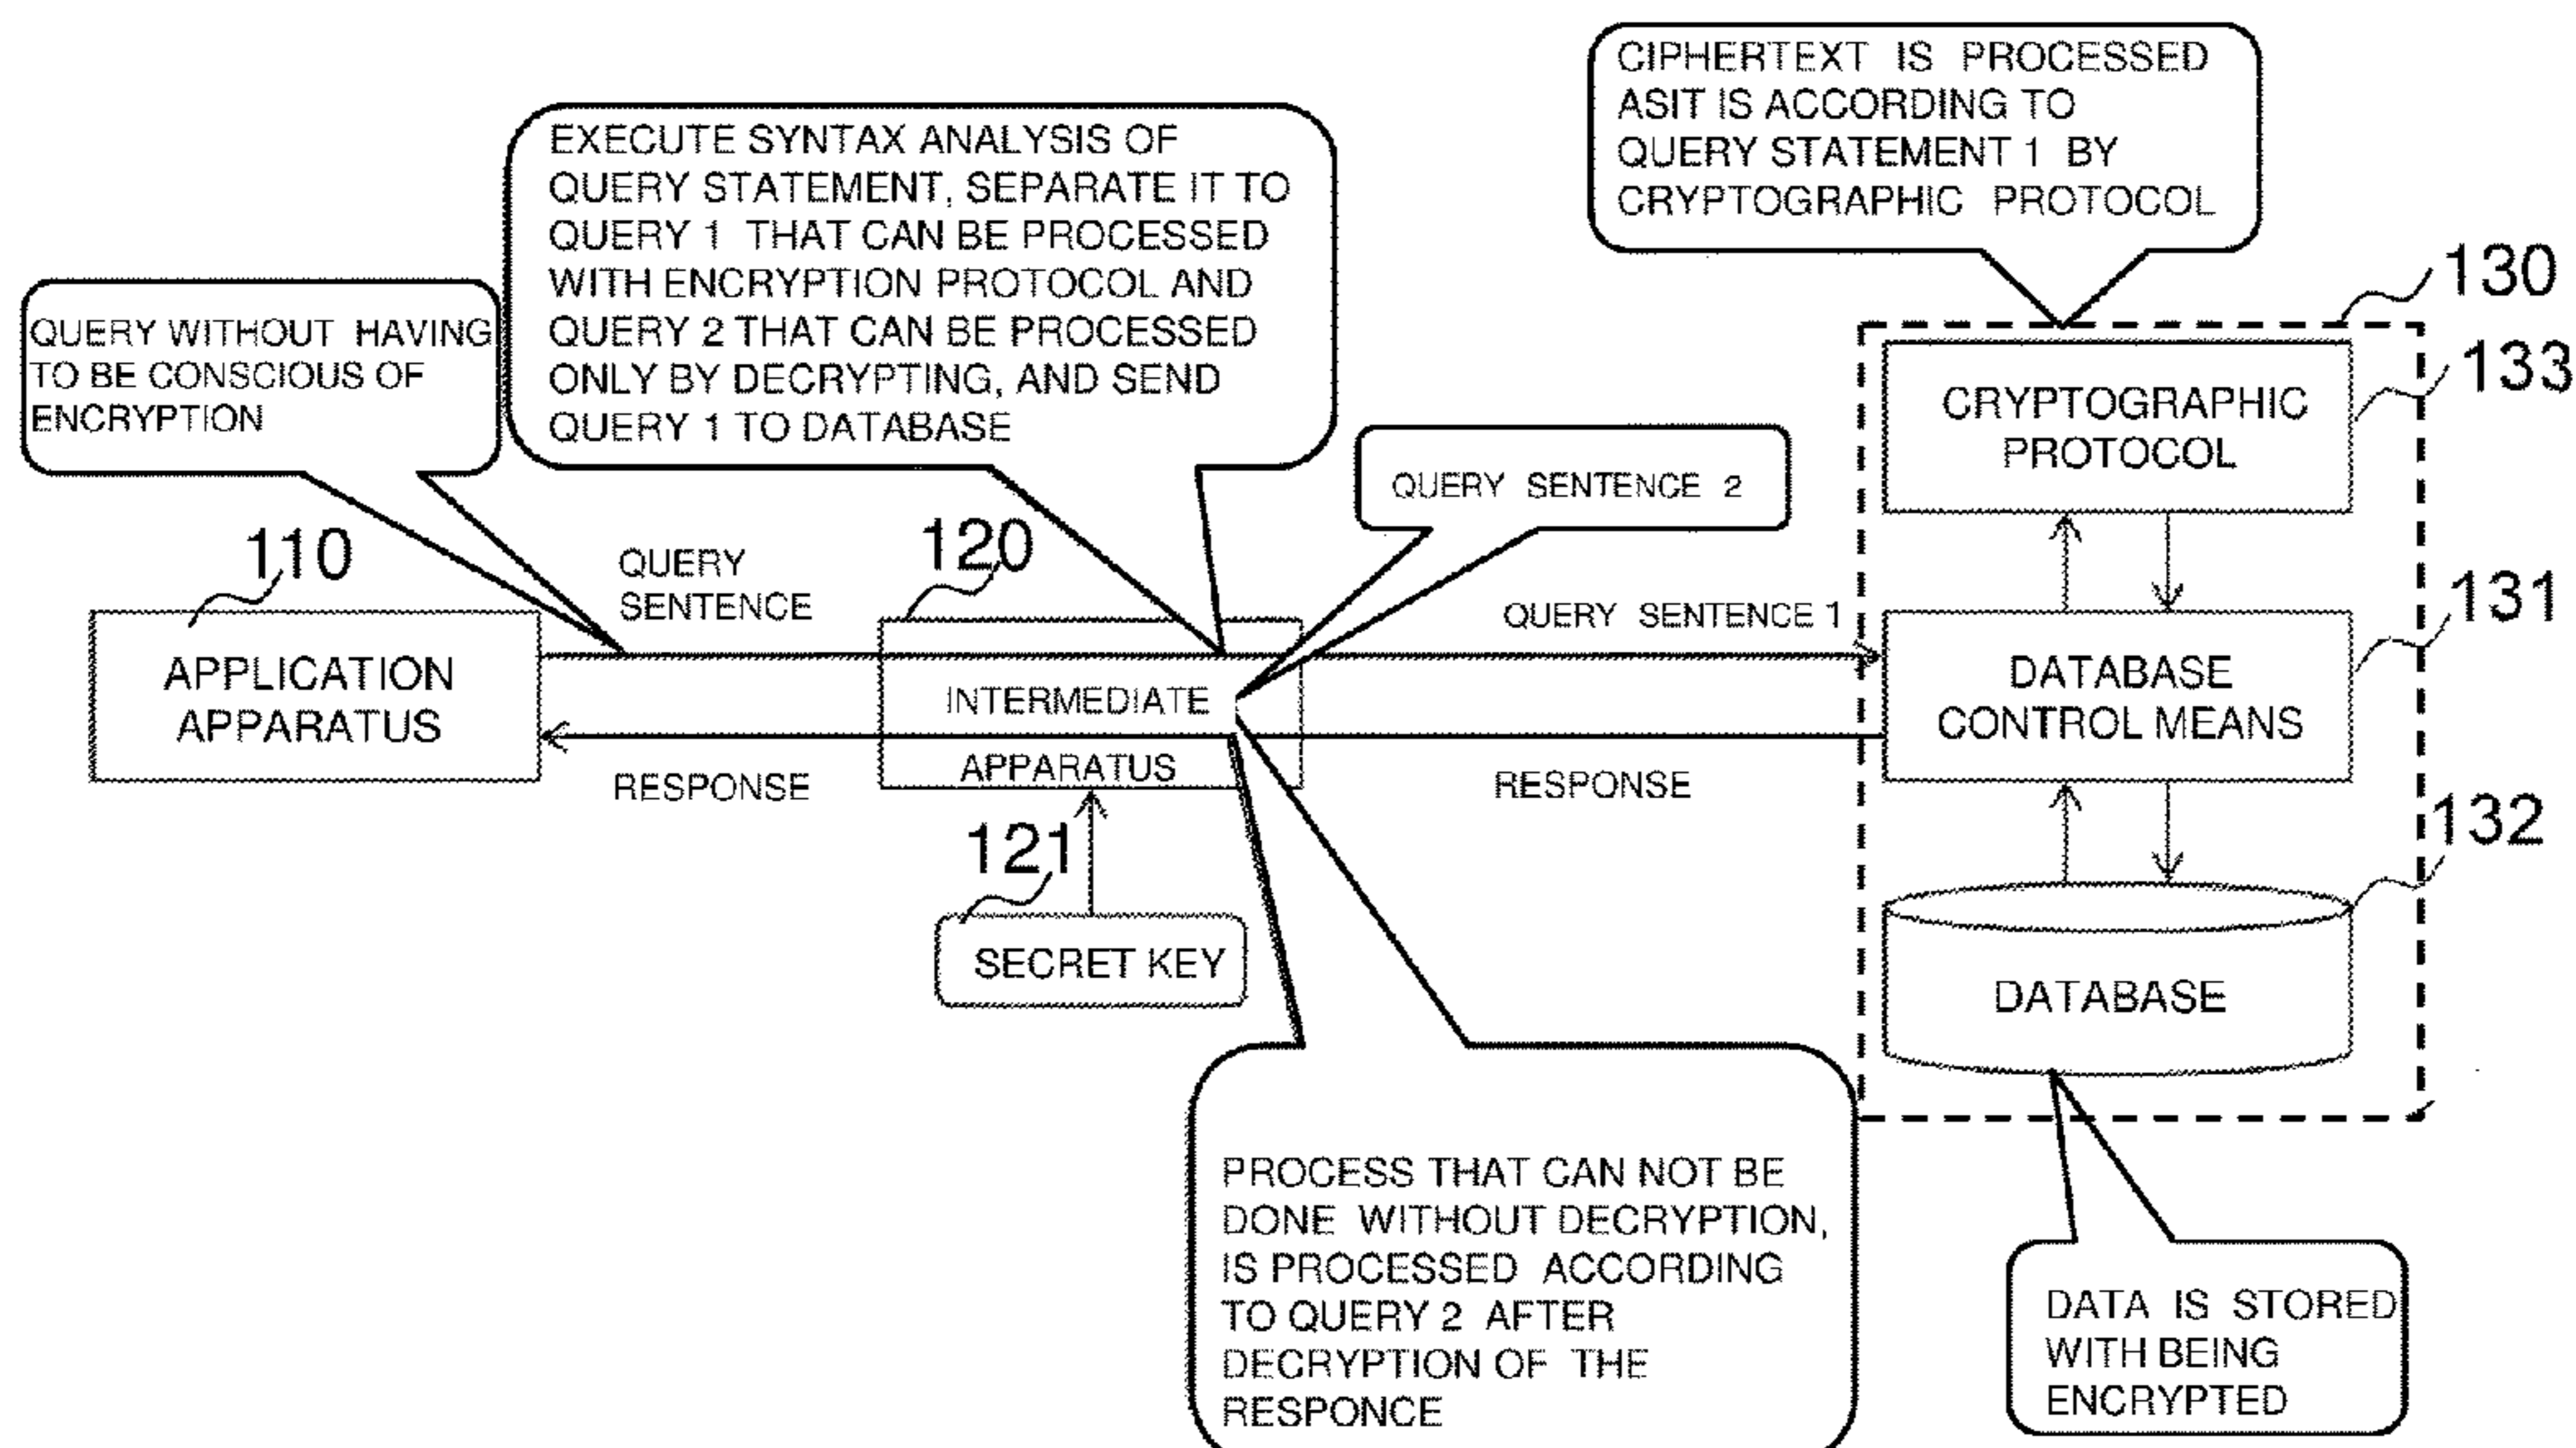 CIPHERTEXT IS PROCESSED
ASIT IS ACCORDING TO
QUERY STATEMENT 1 BY
CRYPTOGRAPHIC PROTOCOL
EXECUTE SYNTAX ANALYSIS OF
QUERY STATEMENT, SEPARATE IT TO
QUERY 1 THAT CAN BE PROCESSED
WITH ENCRYPTION PROTOCOL AND
QUERY 2 THAT CAN BE PROCESSED
ONLY BY DECRYPTING, AND SEND
QUERY 1 TO DATABASE
QUERY WITHOUT HAVING
TO BE CONSCIOUS OF
ENCRYPTION
130
133
CRYPTOGRAPHIC
PROTOCOL
QUERY SENTENCE 2
110
QUERY
SENTENCE
120
QUERY SENTENCE 1
131
APPLICATION
APPARATUS
INTERMEDIATE
APPARATUS
DATABASE
CONTROL MEANS
RESPONSE
RESPONSE
121
132
SECRET KEY
DATABASE
PROCESS THAT CAN NOT BE
DONE WITHOUT DECRYPTION,
IS PROCESSED ACCORDING
TO QUERY 2 AFTER
DECRYPTION OF THE
RESPONCE
DATA IS STORED
WITH BEING
ENCRYPTED